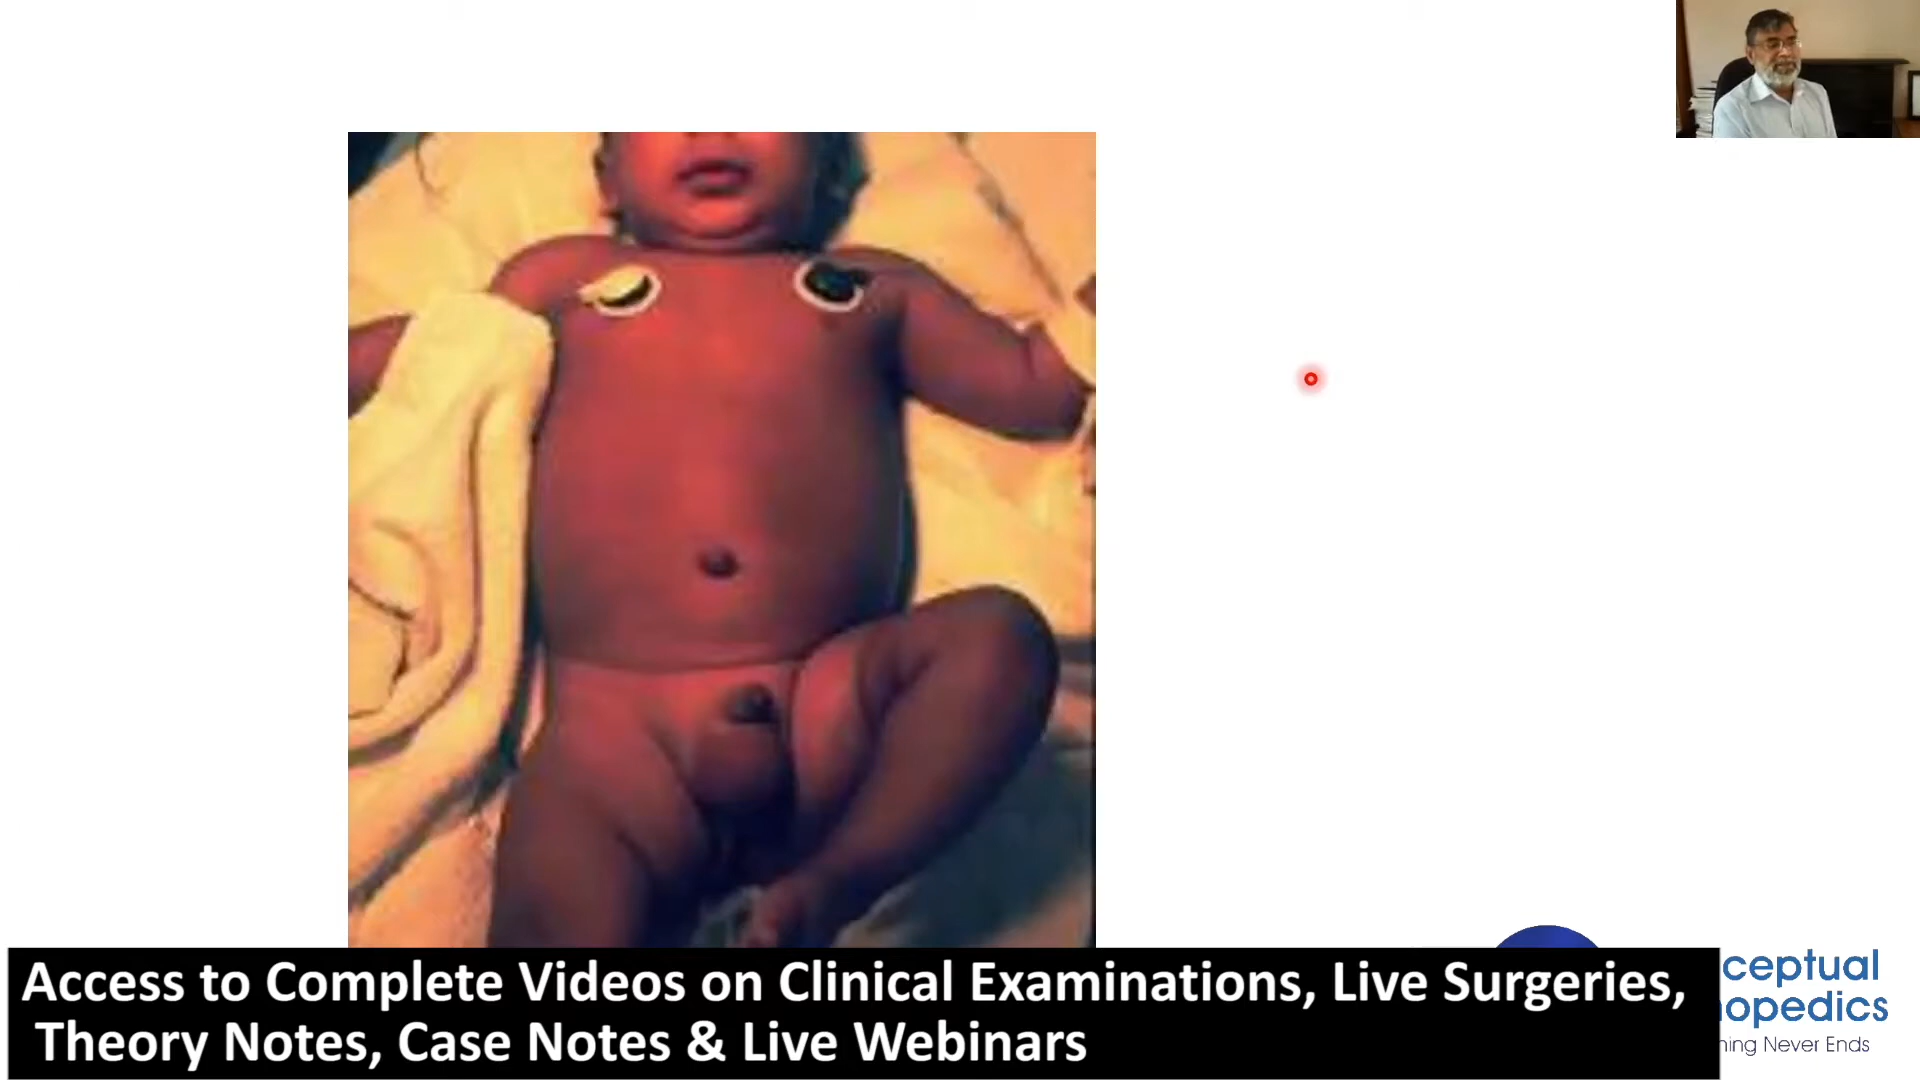 Access to Complete Videos on Clinical Examinations, Live Surgeries,
Theory Notes, Case Notes & Live Webinars
ceptual
opedics
Never Ends